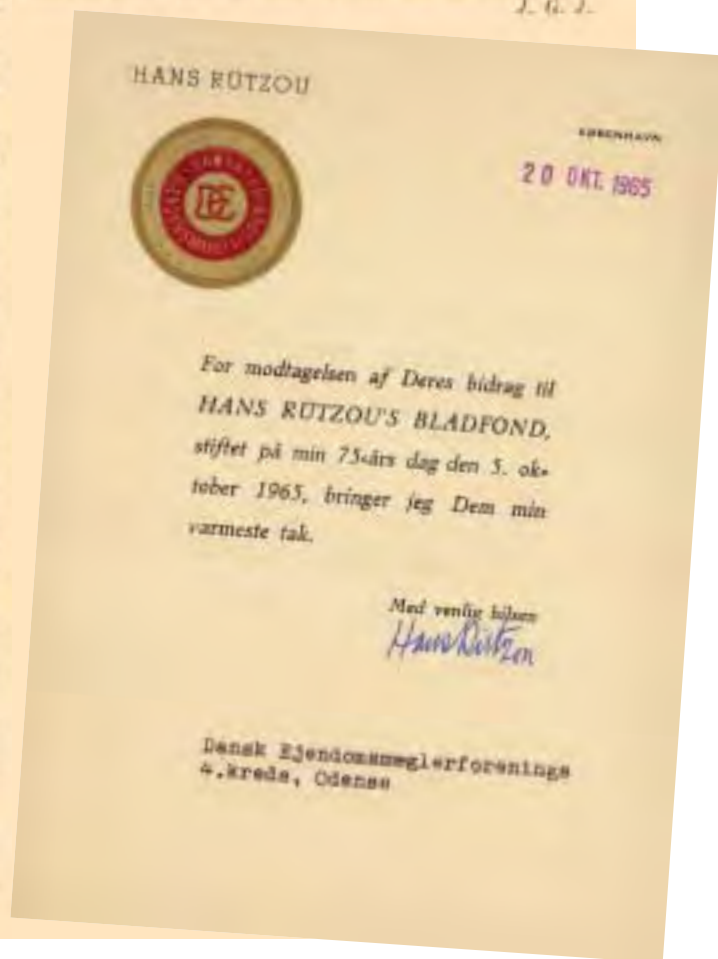 J. G. J.
HANS RÜTZOU
DE
KØBENHAVN
20 OKT. 1965
For modtagelsen af Deres bidrag til
HANS RÜTZOU'S BLADFOND,
stiftet på min 75-års dag den 5. ok-
tober 1965, bringer jeg Dem min
varmeste tak.
Med venlig hilsen
Hans Rützou
Dansk Ejendomsmæglerforenings
4.kreds, Odense